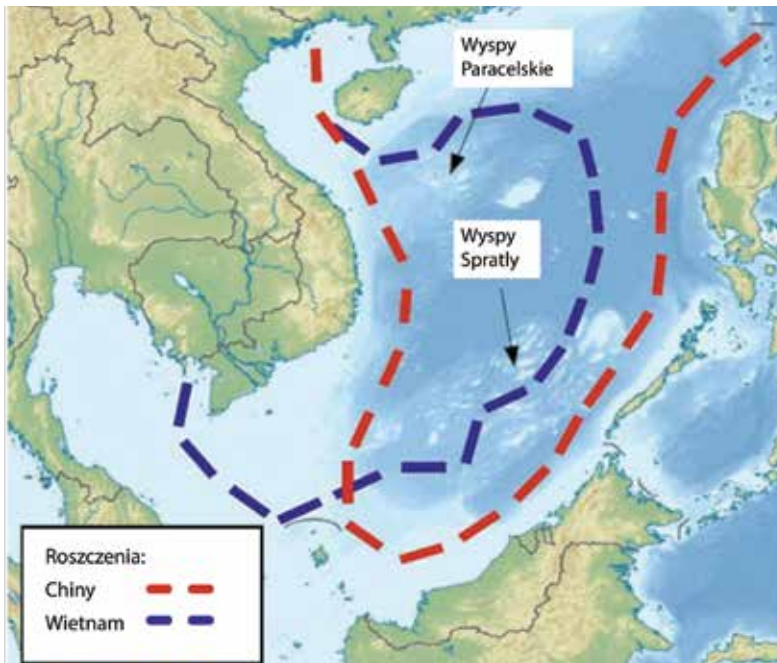 Wyspy
Paracelskie
Wyspy
Spratly
Roszczenia:
Chiny
Wietnam